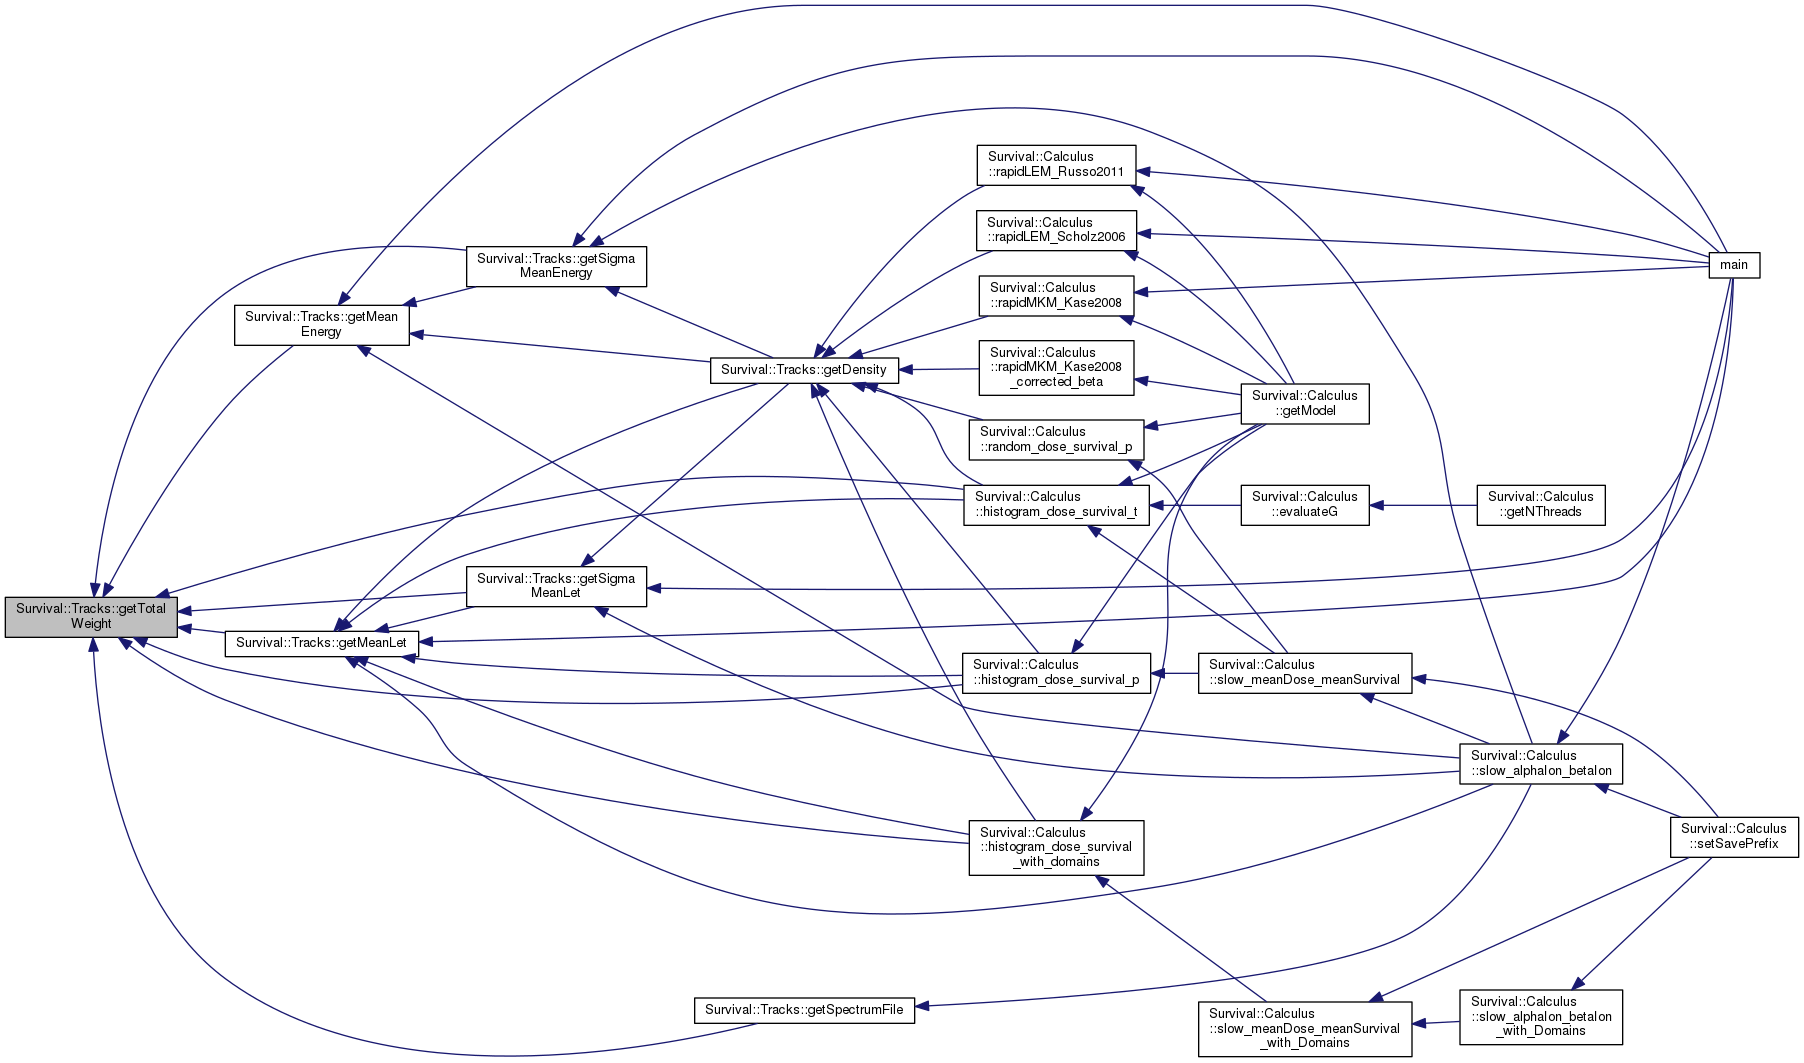 Survival::Calculus
::rapidLEM_Russo2011
Survival::Calculus
::rapidLEM_Scholz2006
Survival::Tracks::getSigma
MeanEnergy
main
Survival::Calculus
::rapidMKM_Kase2008
Survival::Tracks::getMean
Energy
Survival::Calculus
::rapidMKM_Kase2008
_corrected_beta
Survival::Tracks::getDensity
Survival::Calculus
::getModel
Survival::Calculus
::random_dose_survival_p
Survival::Calculus
::histogram_dose_survival_t
Survival::Calculus
::evaluateG
Survival::Calculus
::getNThreads
Survival::Tracks::getSigma
MeanLet
Survival::Tracks::getTotal
Weight
Survival::Tracks::getMeanLet
Survival::Calculus
::histogram_dose_survival_p
Survival::Calculus
::slow_meanDose_meanSurvival
Survival::Calculus
::slow_alphaIon_betaIon
Survival::Calculus
::histogram_dose_survival
_with_domains
Survival::Calculus
::setSavePrefix
Survival::Tracks::getSpectrumFile
Survival::Calculus
::slow_meanDose_meanSurvival
_with_Domains
Survival::Calculus
::slow_alphaIon_betaIon
_with_Domains